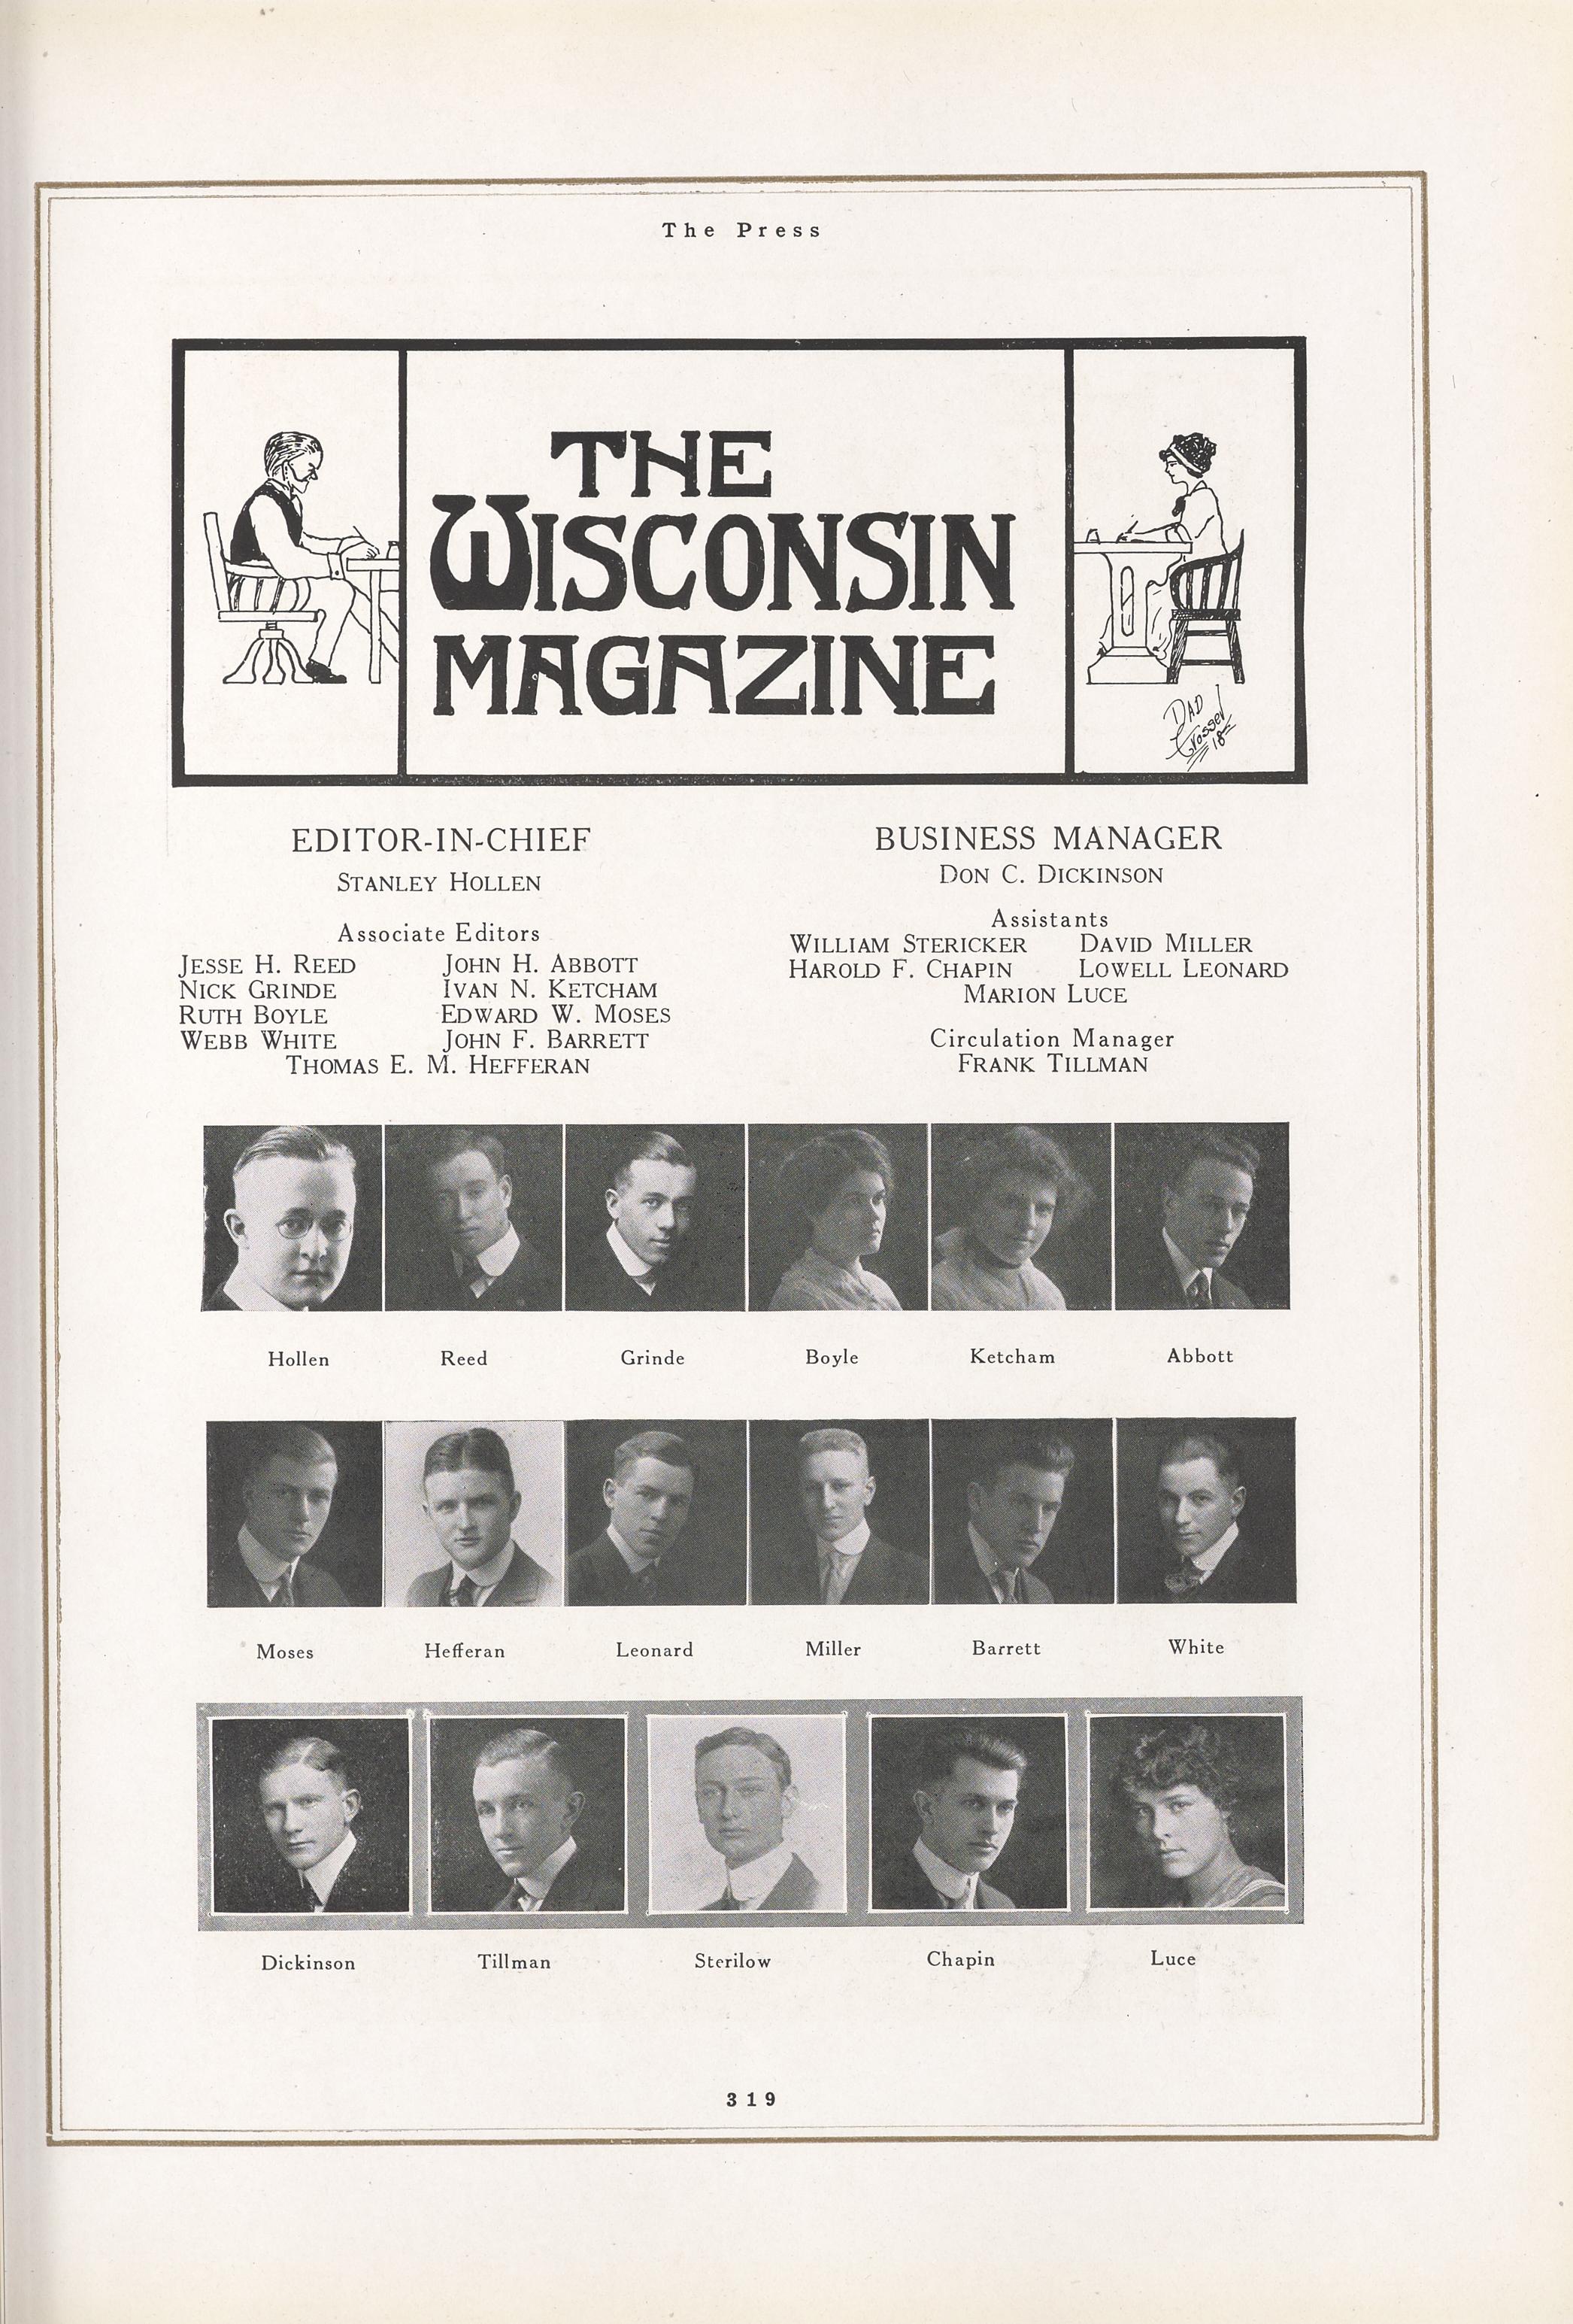 The Press
THE
WISCONSIN
MAGAZINE
DAD
18
EDITOR-IN-CHIEF
STANLEY HOLLEN
Associate Editors
JESSE H. REED JOHN H. ABBOTT
NICK GRINDE IVAN N. KETCHAM
RUTH BOYLE EDWARD W. MOSES
WEBB WHITE JOHN F. BARRETT
THOMAS E. M. HEFFERAN
BUSINESS MANAGER
DON C. DICKINSON
Assistants
WILLIAM STERICKER DAVID MILLER
HAROLD F. CHAPIN LOWELL LEONARD
MARION LUCE
Circulation Manager
FRANK TILLMAN
Hollen Reed Grinde Boyle Ketcham Abbott
Moses Hefferan Leonard Miller Barrett White
Dickinson Tillman Sterilow Chapin Luce
319